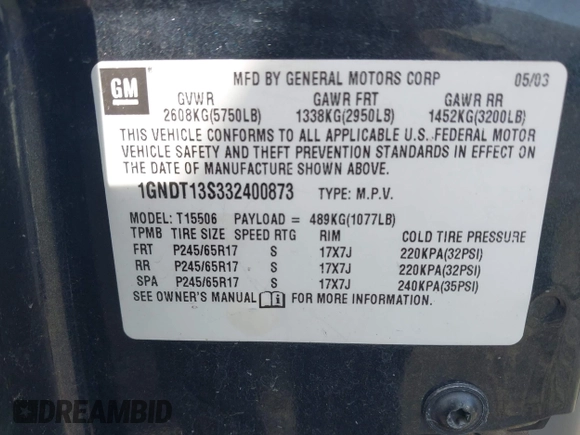 GM
MFD BY GENERAL MOTORS CORP 05/03
GVWR GAWR FRT GAWR RR
2608KG(5750LB) 1338KG(2950LB) 1452KG(3200LB)
THIS VEHICLE CONFORMS TO ALL APPLICABLE U.S. FEDERAL MOTOR
VEHICLE SAFETY AND THEFT PREVENTION STANDARDS IN EFFECT ON
THE DATE OF MANUFACTURE SHOWN ABOVE.
1GNDT13S332400873 TYPE: M.P.V.
MODEL: T15506 PAYLOAD = 489KG(1077LB)
TPMB TIRE SIZE SPEED RTG RIM COLD TIRE PRESSURE
FRT P245/65R17 S 17X7J 220KPA(32PSI)
RR P245/65R17 S 17X7J 220KPA(32PSI)
SPA P245/65R17 S 17X7J 240KPA(35PSI)
SEE OWNER'S MANUAL FOR MORE INFORMATION.
DREAMBID